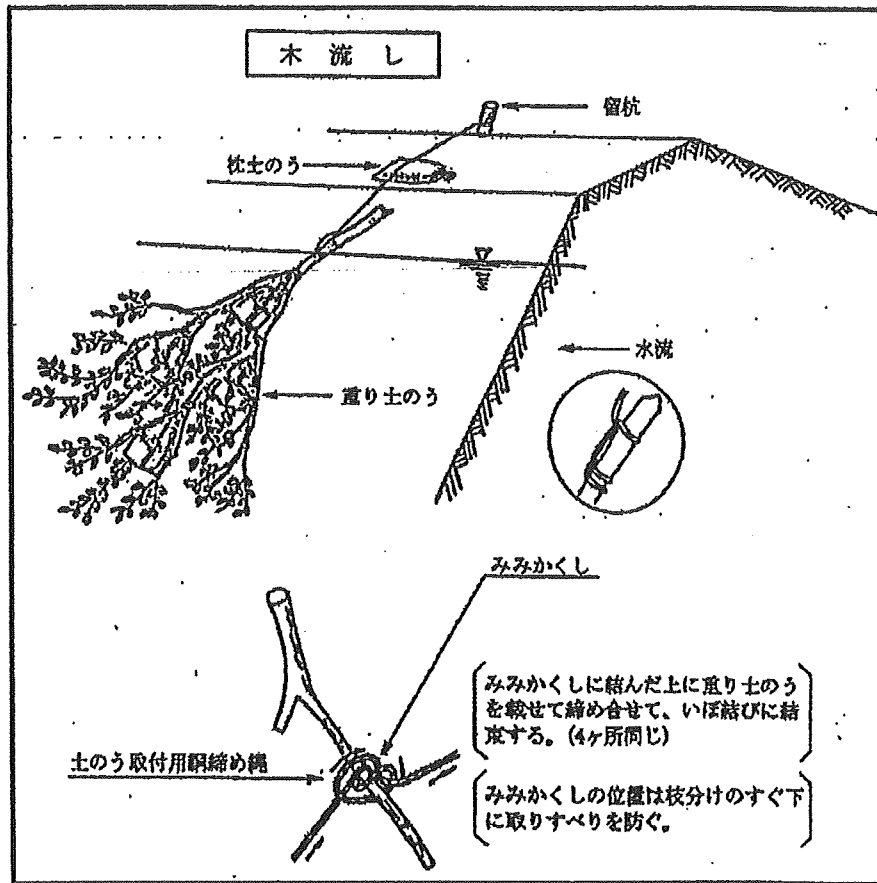 木流し
留杭
枕土のう
水流
重り土のう
みみかくし
みみかくしに結んだ上に重り土のう
を載せて締め合せて、いぼ結びに結
束する。(4ヶ所同じ)
土のう取付用胴締め縄
みみかくしの位置は枝分けのすぐ下
に取りすべりを防ぐ。